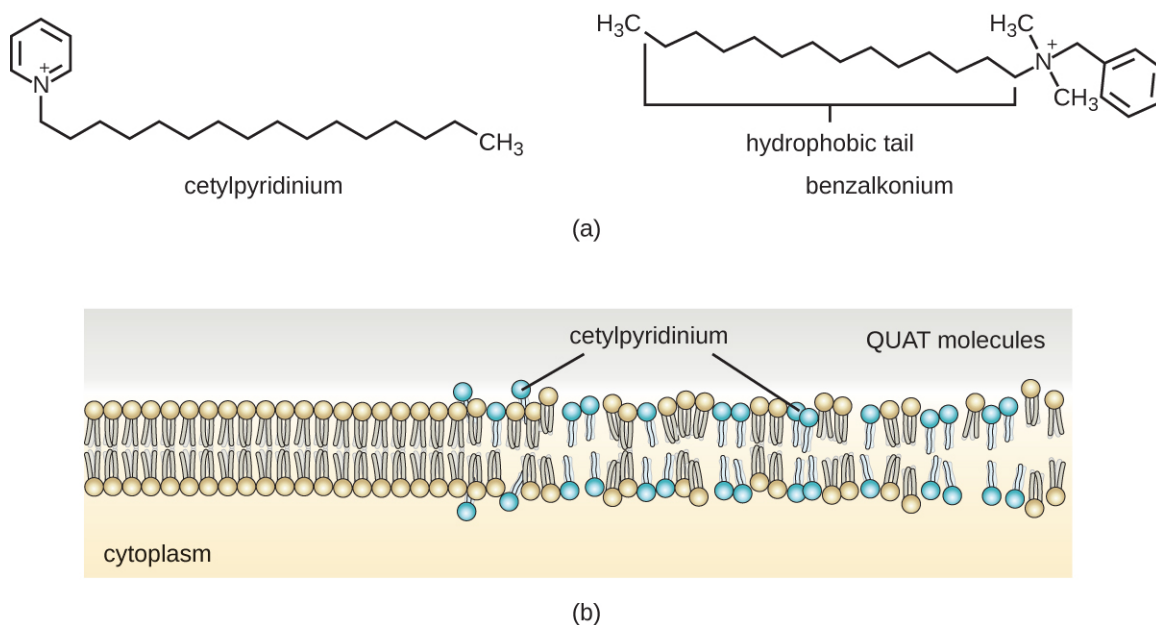 H₃C
H₃C
N⁺
CH₃
N⁺
CH₃
hydrophobic tail
cetylpyridinium
benzalkonium
(a)
cetylpyridinium
QUAT molecules
cytoplasm
(b)